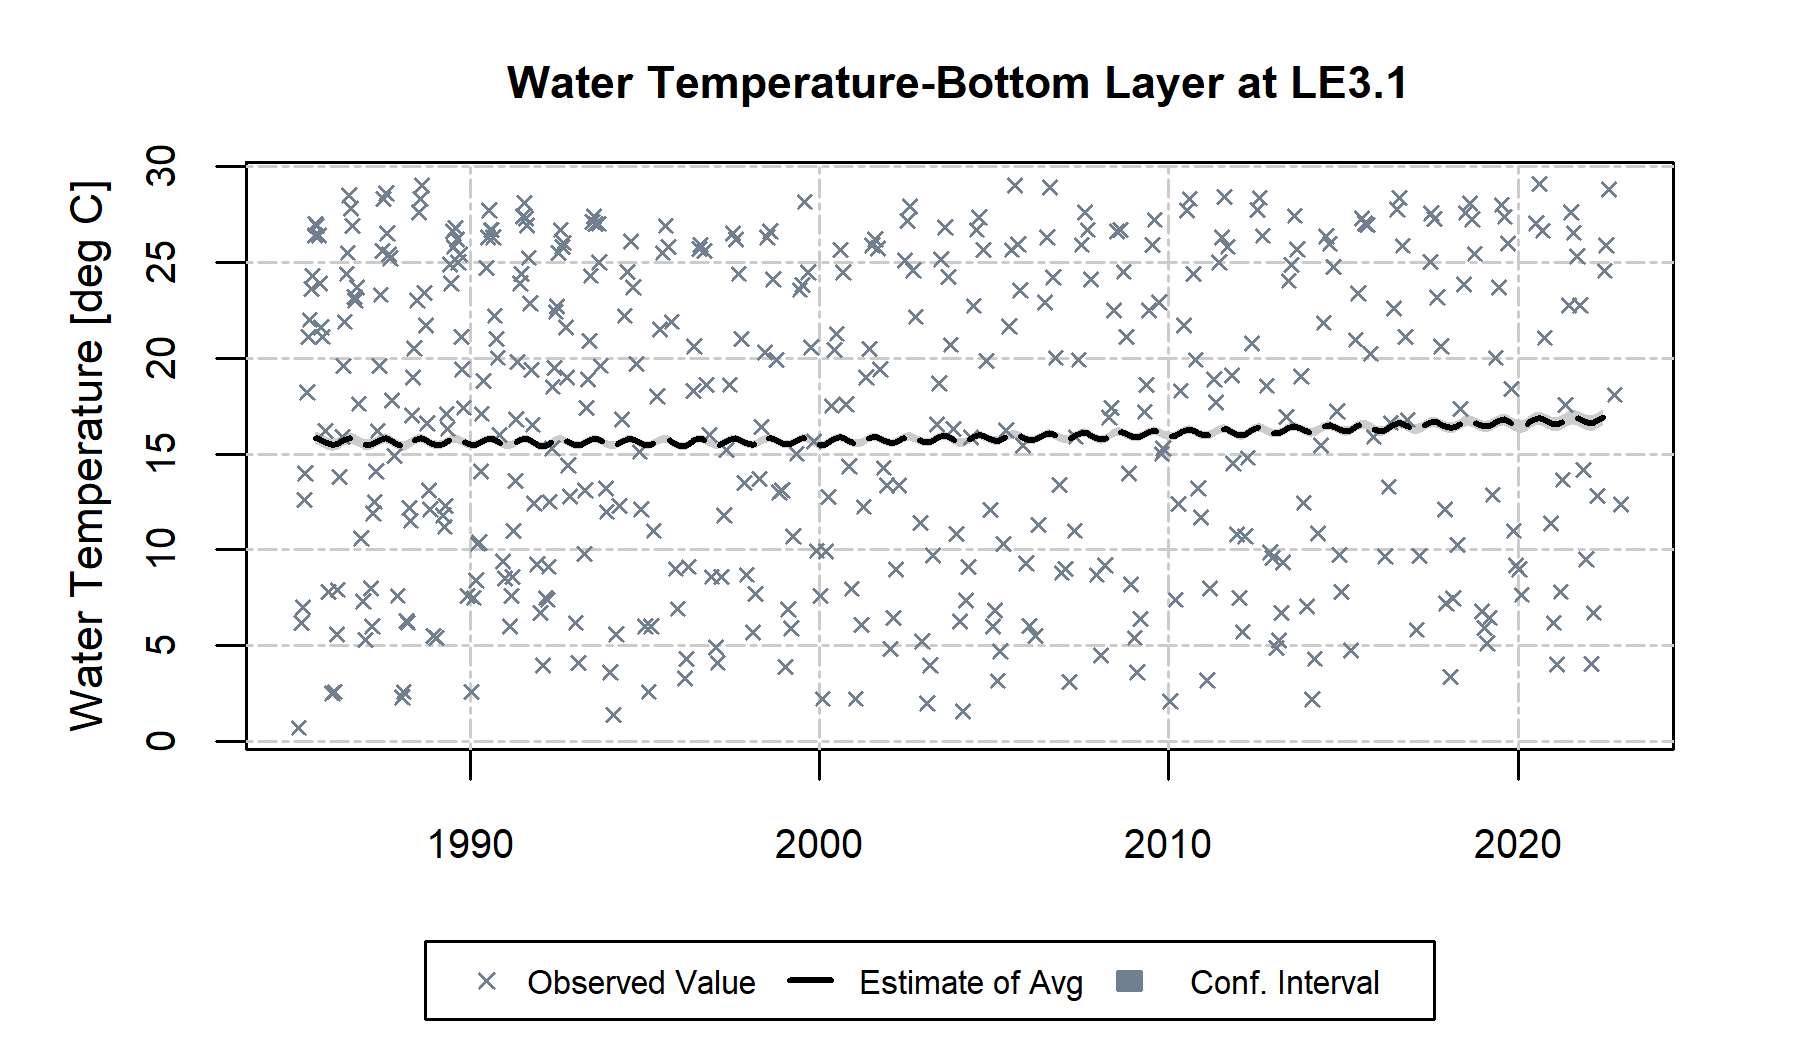 Water Temperature-Bottom Layer at LE3.1
Water Temperature [deg C]
30
25
20
15
10
5
0
1990 2000 2010 2020
Observed Value Estimate of Avg Conf. Interval